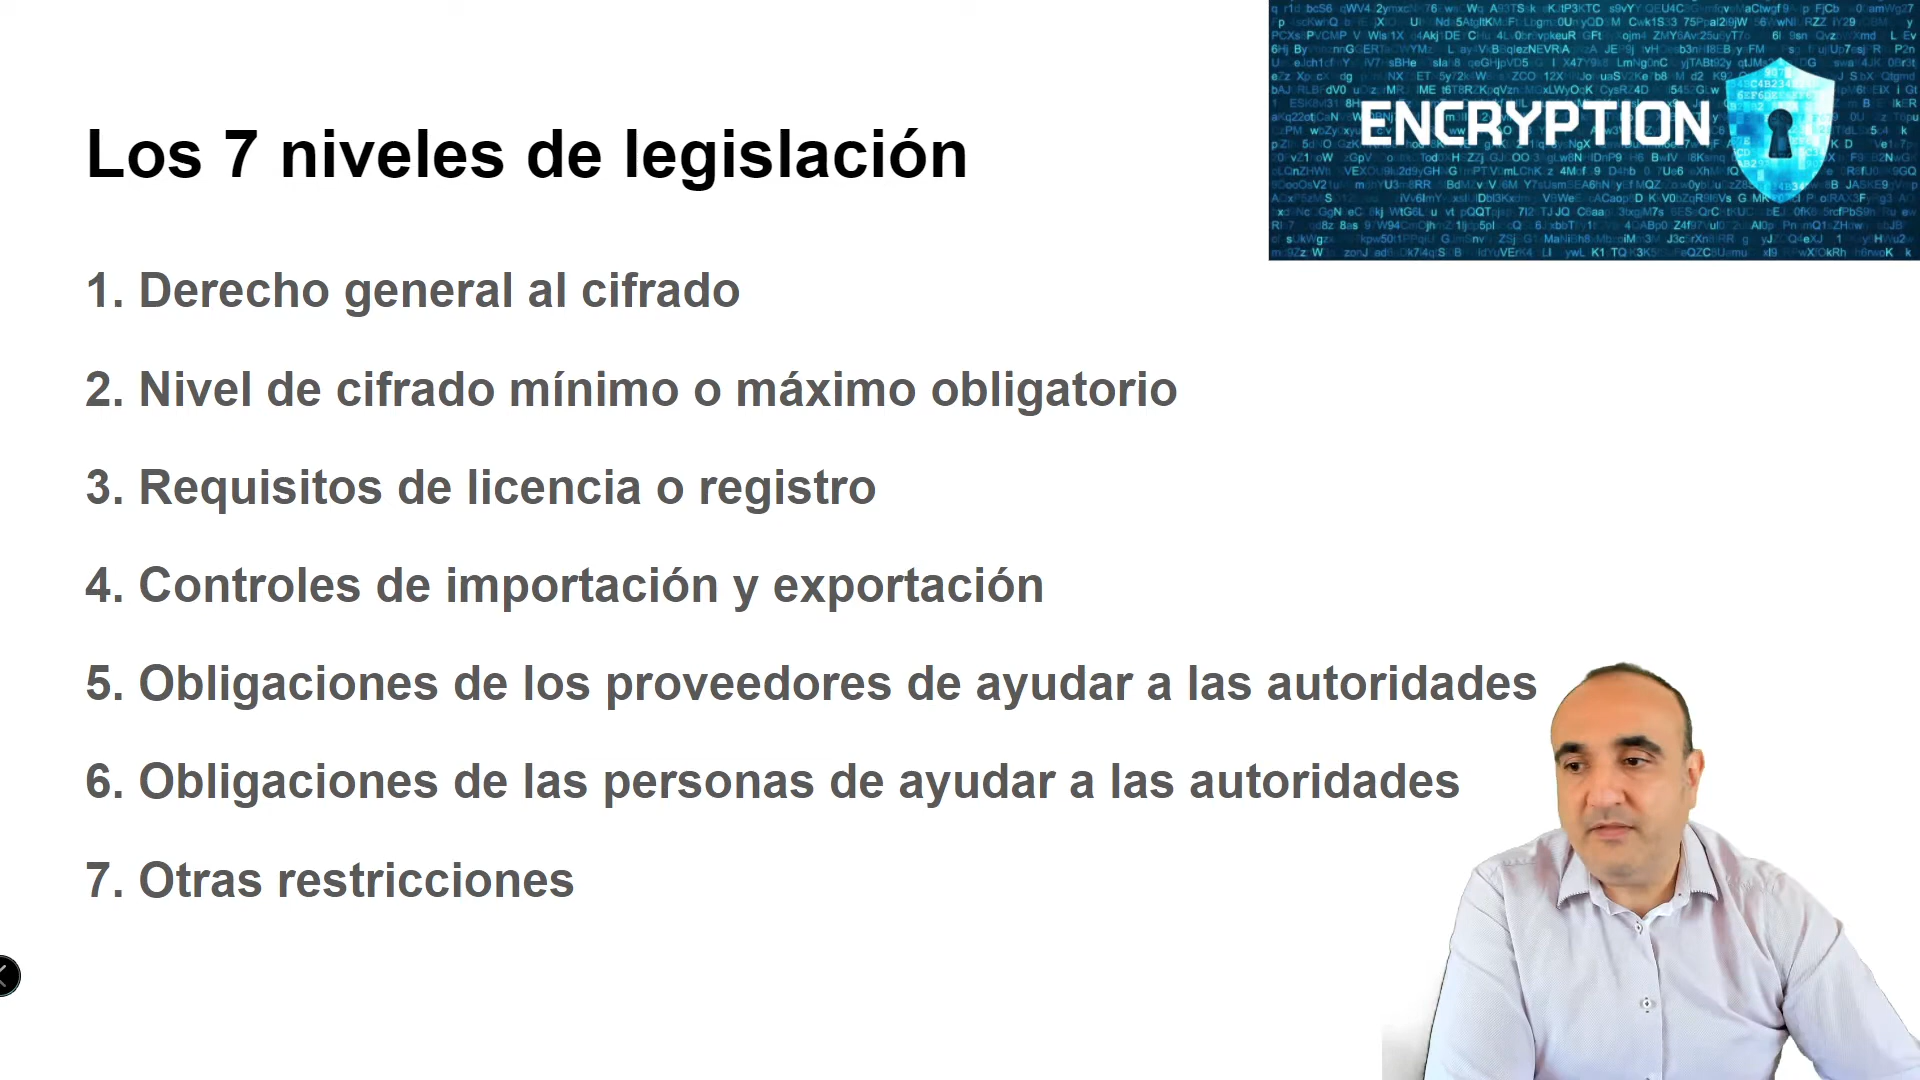 ENCRYPTION
Los 7 niveles de legislación
1. Derecho general al cifrado
2. Nivel de cifrado mínimo o máximo obligatorio
3. Requisitos de licencia o registro
4. Controles de importación y exportación
5. Obligaciones de los proveedores de ayudar a las autoridades
6. Obligaciones de las personas de ayudar a las autoridades
7. Otras restricciones